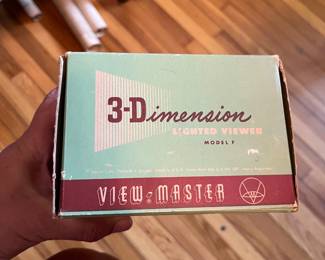 3-Dimension
LIGHTED VIEWER
MODEL F
VIEW-MASTER